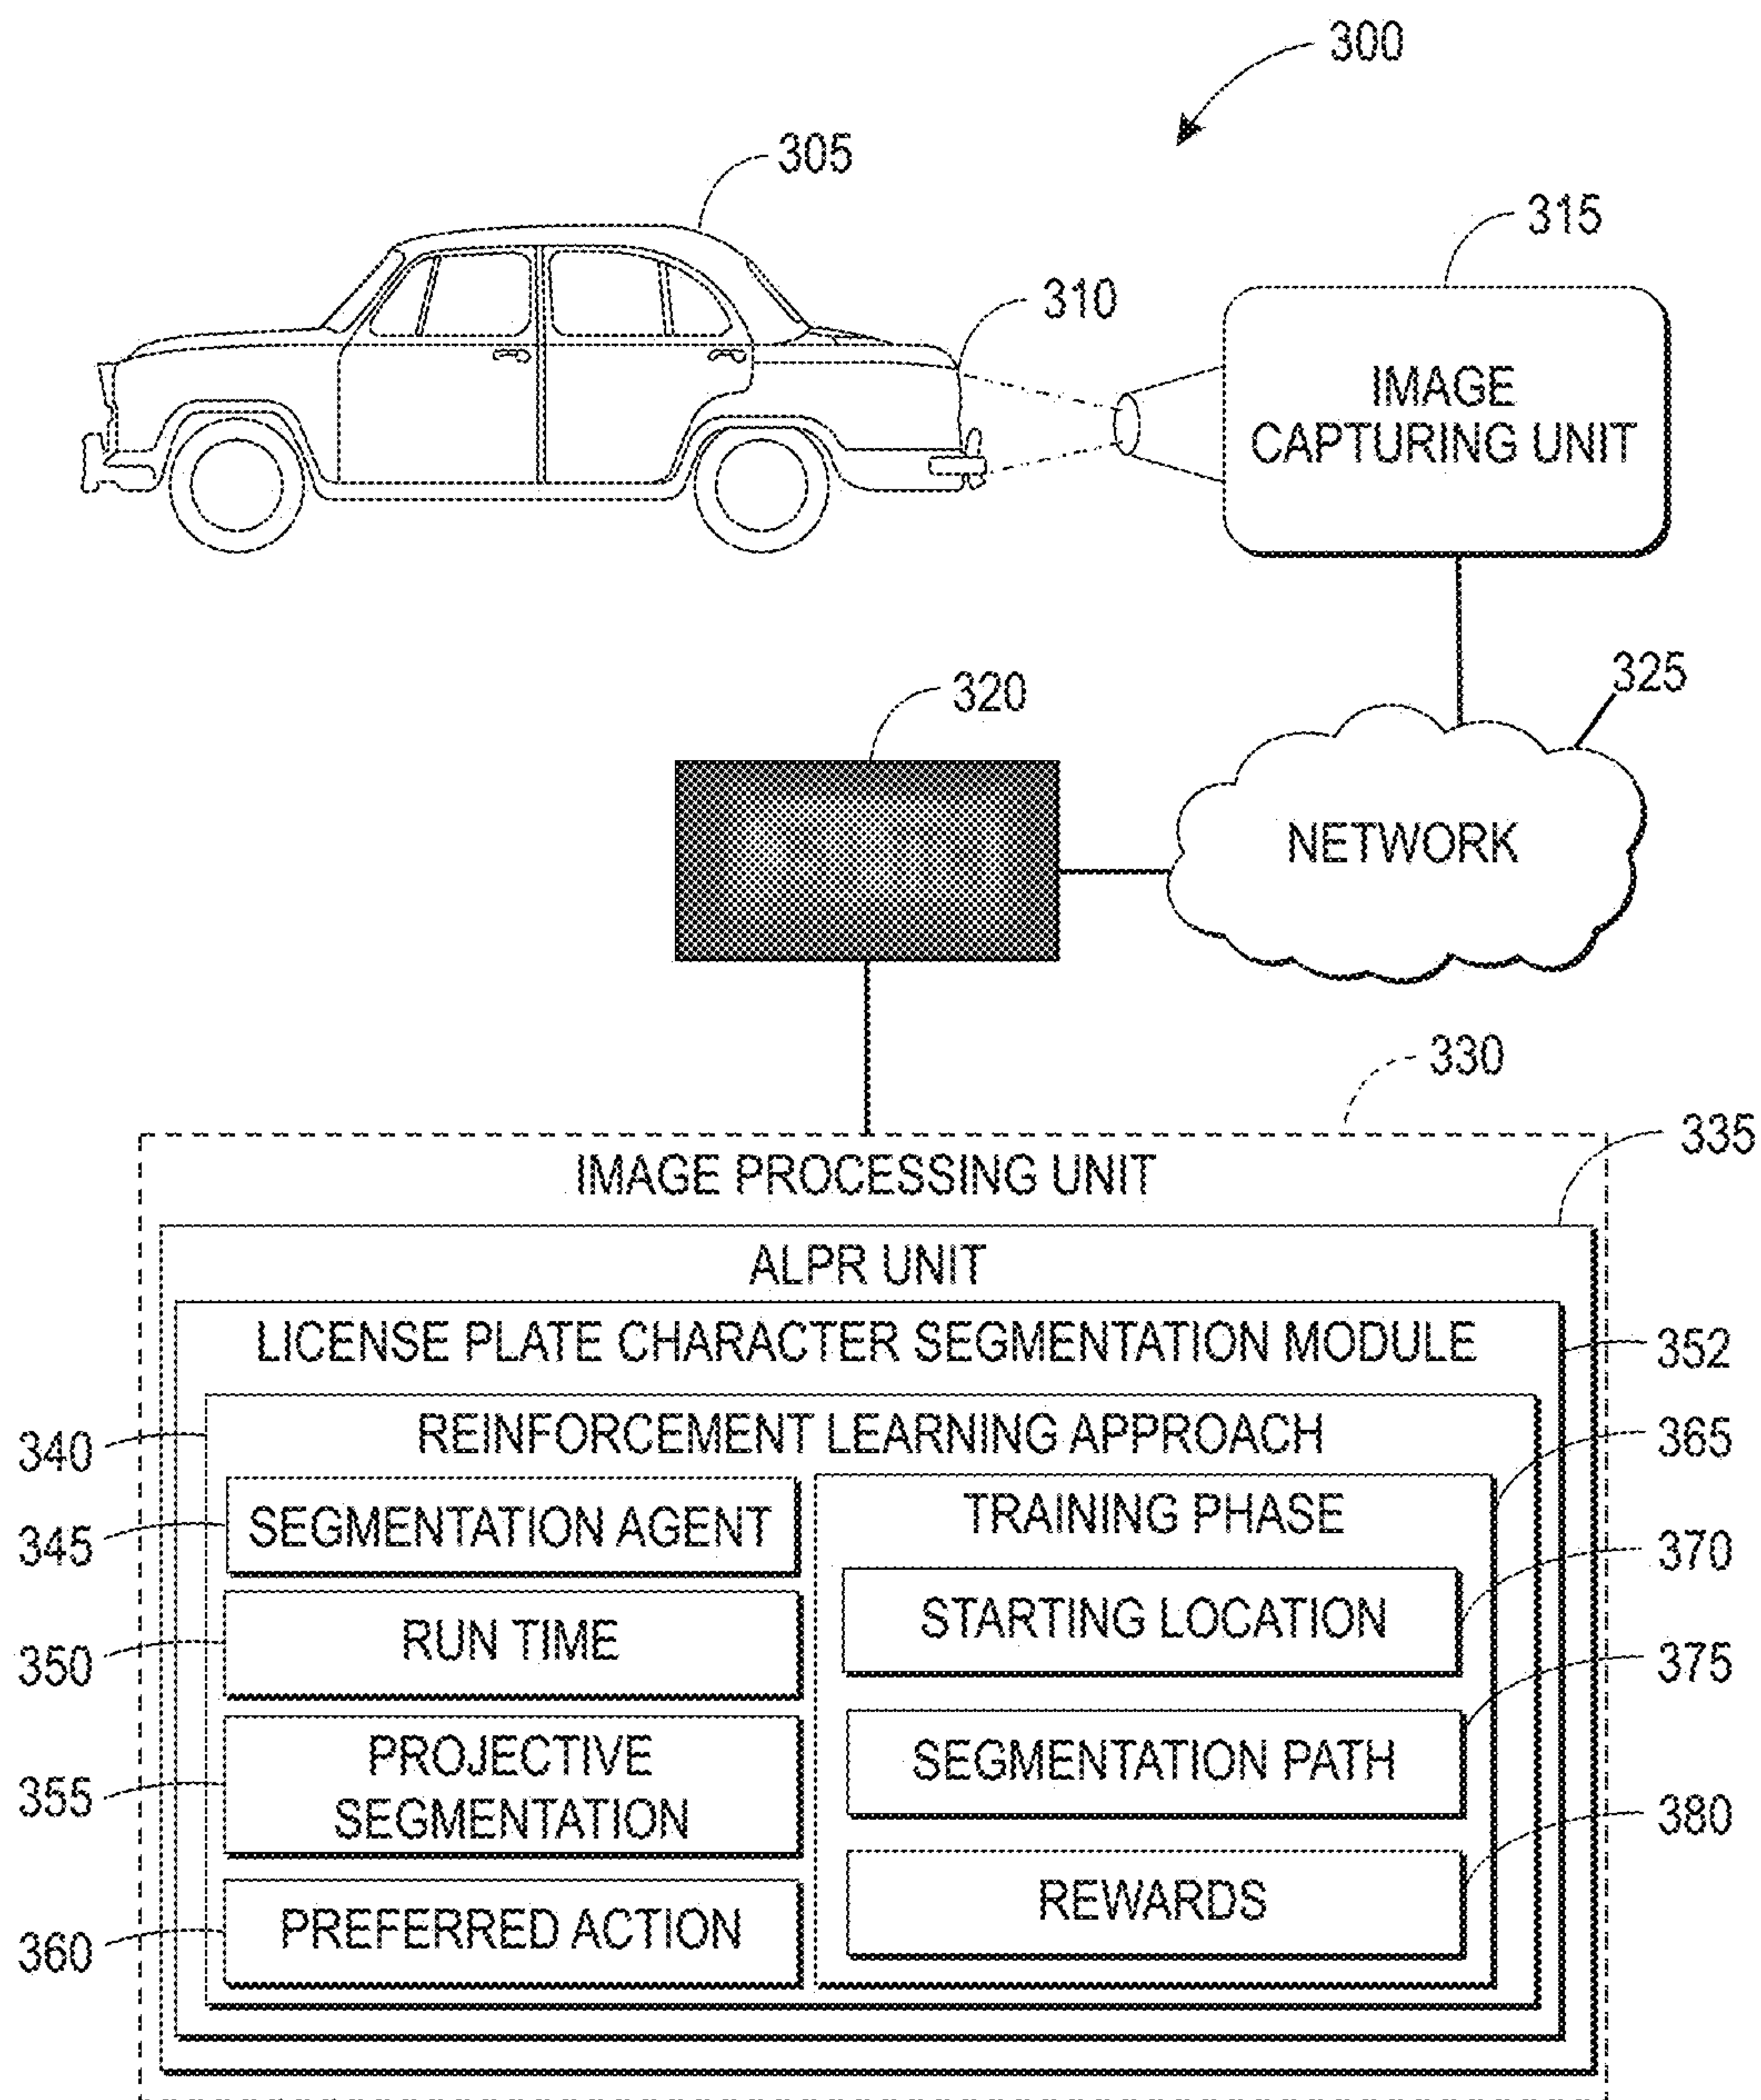 300
305
315
310
IMAGE
CAPTURING UNIT
325
320
NETWORK
330
335
IMAGE PROCESSING UNIT
ALPR UNIT
LICENSE PLATE CHARACTER SEGMENTATION MODULE
352
340
REINFORCEMENT LEARNING APPROACH
365
345
SEGMENTATION AGENT
TRAINING PHASE
370
350
RUN TIME
STARTING LOCATION
375
355
PROJECTIVE
SEGMENTATION
SEGMENTATION PATH
380
360
PREFERRED ACTION
REWARDS